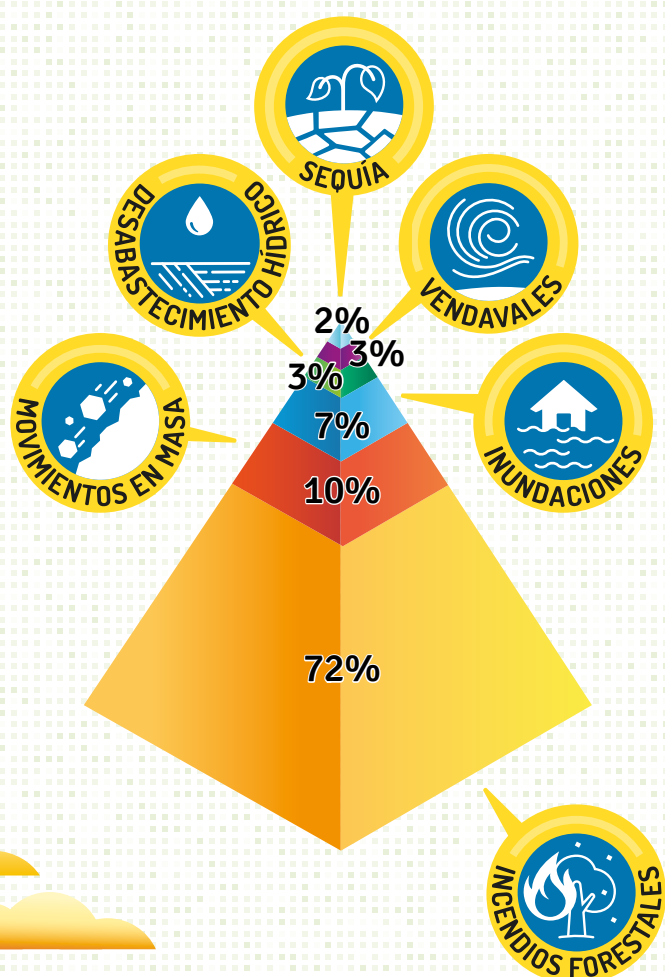 SEQUÍA
DESABASTECIMIENTO HÍDRICO
VENDAVALES
2%
3%
3%
MOVIMIENTOS EN MASA
7%
INUNDACIONES
10%
72%
INCENDIOS FORESTALES